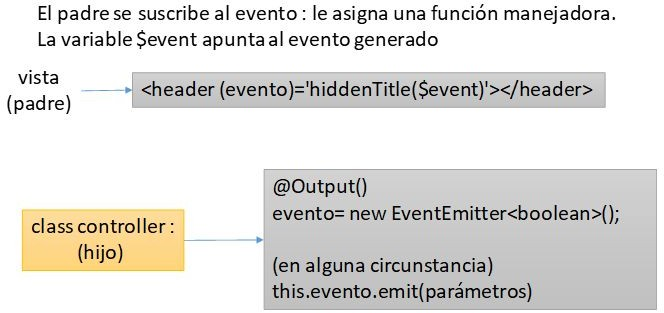 El padre se suscribe al evento : le asigna una función manejadora.
La variable $event apunta al evento generado
vista
(padre)
<header (evento)='hiddenTitle($event)'></header>
class controller :
(hijo)
@Output()
evento= new EventEmitter<boolean>();
(en alguna circunstancia)
this.evento.emit(parámetros)